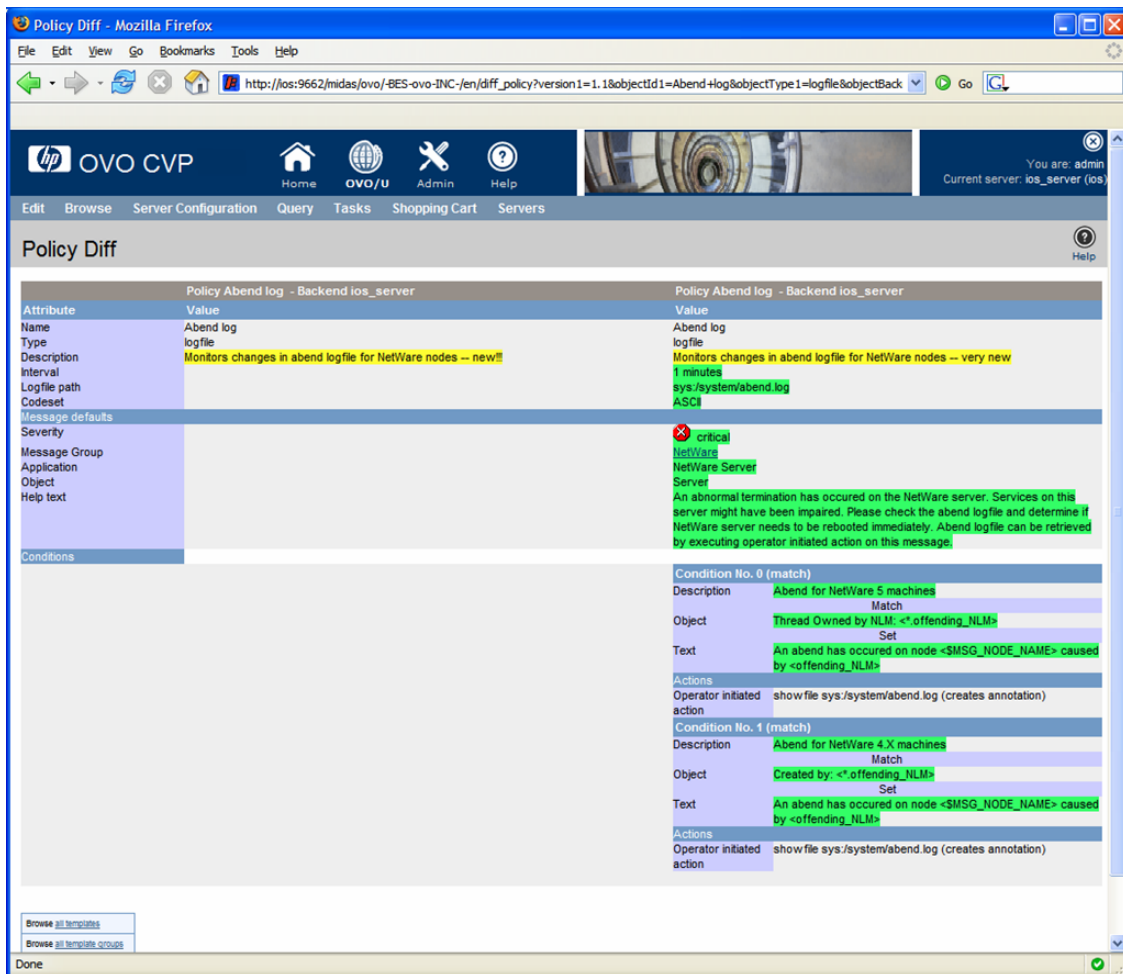 Policy Diff - Mozilla Firefox
File Edit View Go Bookmarks Tools Help
http://ios:9662/midas/ovo/-BES-ovo-INC-/en/diff_policy?version1=1.1&objectId1=Abend+log&objectType1=logfile&objectBack Go G
hp OVO CVP
Home OVO/U Admin Help
You are: admin
Current server: ios_server (ios)
Edit Browse Server Configuration Query Tasks Shopping Cart Servers
Policy Diff
Help
Policy Abend log - Backend ios_server Policy Abend log - Backend ios_server
Attribute Value Value
Name Abend log Abend log
Type logfile logfile
Description Monitors changes in abend logfile for NetWare nodes -- new!!! Monitors changes in abend logfile for NetWare nodes -- very new
Interval 1 minutes
Logfile path sys:/system/abend.log
Codeset ASCII
Message defaults
Severity critical
Message Group NetWare
Application NetWare Server
Object Server
Help text An abnormal termination has occured on the NetWare server. Services on this
server might have been impaired. Please check the abend logfile and determine if
NetWare server needs to be rebooted immediately. Abend logfile can be retrieved
by executing operator initiated action on this message.
Conditions
Condition No. 0 (match)
Description Abend for NetWare 5 machines
Match
Object Thread Owned by NLM: <*.offending_NLM>
Set
Text An abend has occured on node <$MSG_NODE_NAME> caused
by <offending_NLM>
Actions
Operator initiated showfile sys:/system/abend.log (creates annotation)
action
Condition No. 1 (match)
Description Abend for NetWare 4.X machines
Match
Object Created by: <*.offending_NLM>
Set
Text An abend has occured on node <$MSG_NODE_NAME> caused
by <offending_NLM>
Actions
Operator initiated showfile sys:/system/abend.log (creates annotation)
action
Browse all templates
Browse all template groups
Done